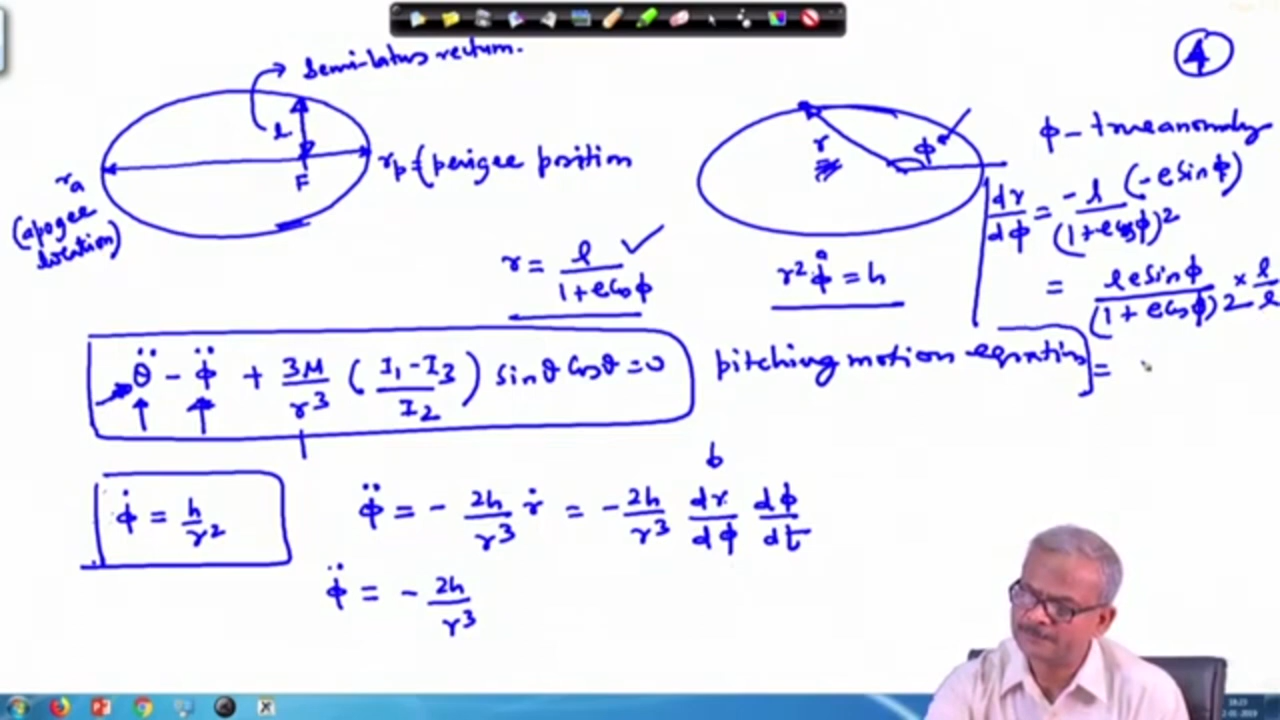 4
semi-latus rectum.
l
F
r_a (apogee location)
r_p = (perigee position
r
ϕ
ϕ - true anomaly
r = l / (1 + e Cos ϕ)
r² ϕ̇ = h
dr/dϕ = -l (-e Sin ϕ) / (1 + e Cos ϕ)²
= l e Sin ϕ / (1 + e Cos ϕ)² × l/l
=
θ̈ - ϕ̈ + 3M/r³ ( I₁ - I₃ / I₂ ) Sin θ Cos θ = 0
pitching motion equation
ϕ̇ = h/r²
ϕ̈ = - 2h/r³ ṙ = - 2h/r³ dr/dϕ dϕ/dt
ϕ̈ = - 2h/r³